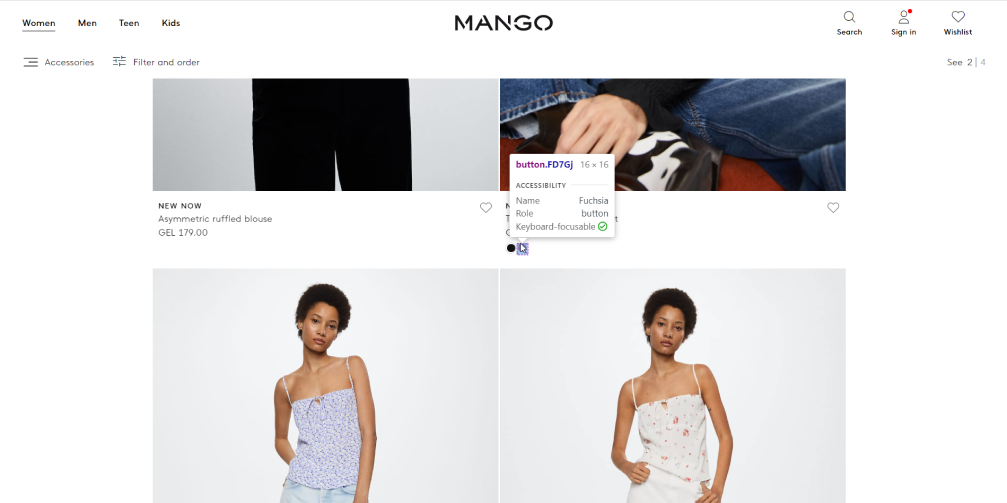 Women Men Teen Kids
MANGO
Search Sign in Wishlist
Accessories Filter and order
See 2 | 4
button.FD7Gj 16 × 16
ACCESSIBILITY
Name Fuchsia
Role button
Keyboard-focusable
NEW NOW
Asymmetric ruffled blouse
GEL 179.00